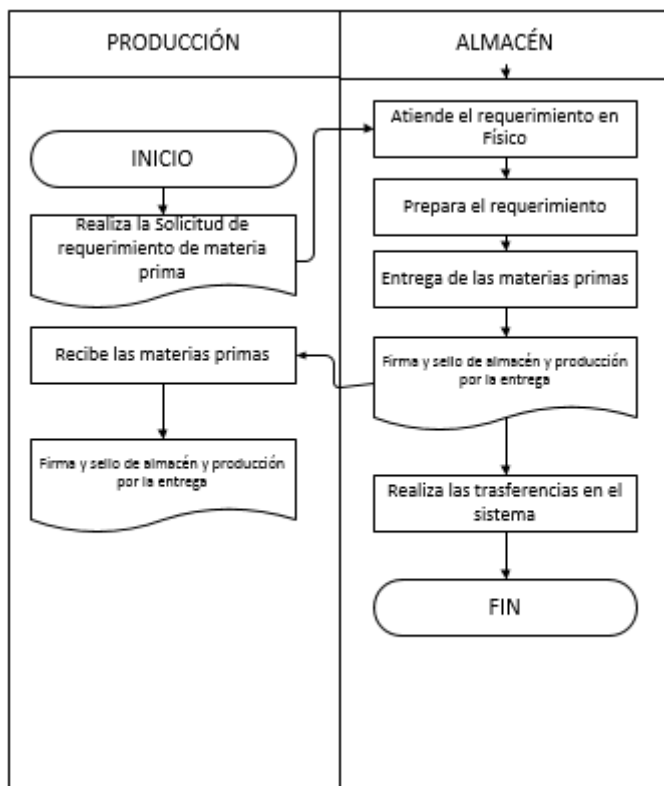 PRODUCCIÓN
ALMACÉN
INICIO
Realiza la Solicitud de
requerimiento de materia
prima
Recibe las materias primas
Firma y sello de almacén y producción
por la entrega
Atiende el requerimiento en
Físico
Prepara el requerimiento
Entrega de las materias primas
Firma y sello de almacén y producción
por la entrega
Realiza las trasferencias en el
sistema
FIN